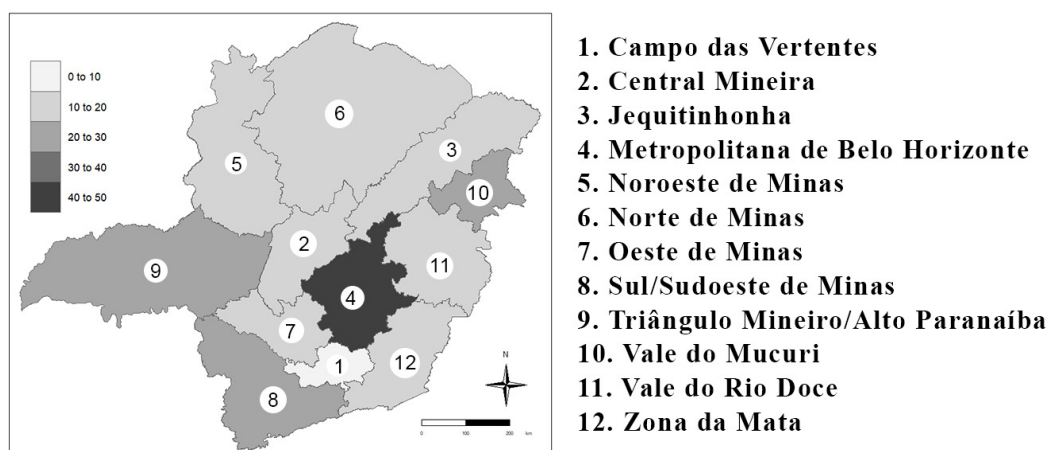 0 to 10
10 to 20
20 to 30
30 to 40
40 to 50
6
3
5
10
2
11
9
4
7
12
1
8
N
0 100 200
km
1. Campo das Vertentes
2. Central Mineira
3. Jequitinhonha
4. Metropolitana de Belo Horizonte
5. Noroeste de Minas
6. Norte de Minas
7. Oeste de Minas
8. Sul/Sudoeste de Minas
9. Triângulo Mineiro/Alto Paranaíba
10. Vale do Mucuri
11. Vale do Rio Doce
12. Zona da Mata